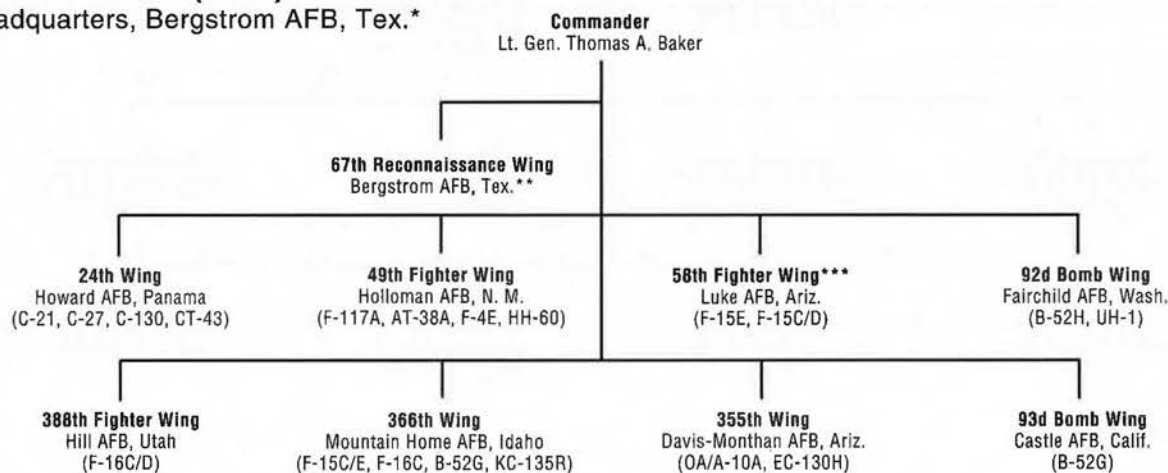 adquarters, Bergstrom AFB, Tex.*
Commander
Lt. Gen. Thomas A. Baker
67th Reconnaissance Wing
Bergstrom AFB, Tex.**
24th Wing
Howard AFB, Panama
(C-21, C-27, C-130, CT-43)
49th Fighter Wing
Holloman AFB, N. M.
(F-117A, AT-38A, F-4E, HH-60)
58th Fighter Wing***
Luke AFB, Ariz.
(F-15E, F-15C/D)
92d Bomb Wing
Fairchild AFB, Wash.
(B-52H, UH-1)
388th Fighter Wing
Hill AFB, Utah
(F-16C/D)
366th Wing
Mountain Home AFB, Idaho
(F-15C/E, F-16C, B-52G, KC-135R)
355th Wing
Davis-Monthan AFB, Ariz.
(OA/A-10A, EC-130H)
93d Bomb Wing
Castle AFB, Calif.
(B-52G)